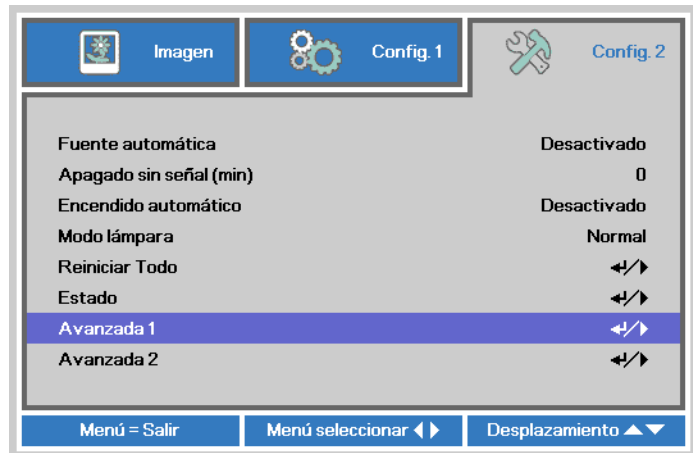 Imagen
Config. 1
Config. 2
Fuente automática Desactivado
Apagado sin señal (min) 0
Encendido automático Desactivado
Modo lámpara Normal
Reiniciar Todo ↵/▶
Estado ↵/▶
Avanzada 1 ↵/▶
Avanzada 2 ↵/▶
Menú = Salir Menú seleccionar ◀▶ Desplazamiento ▲▼